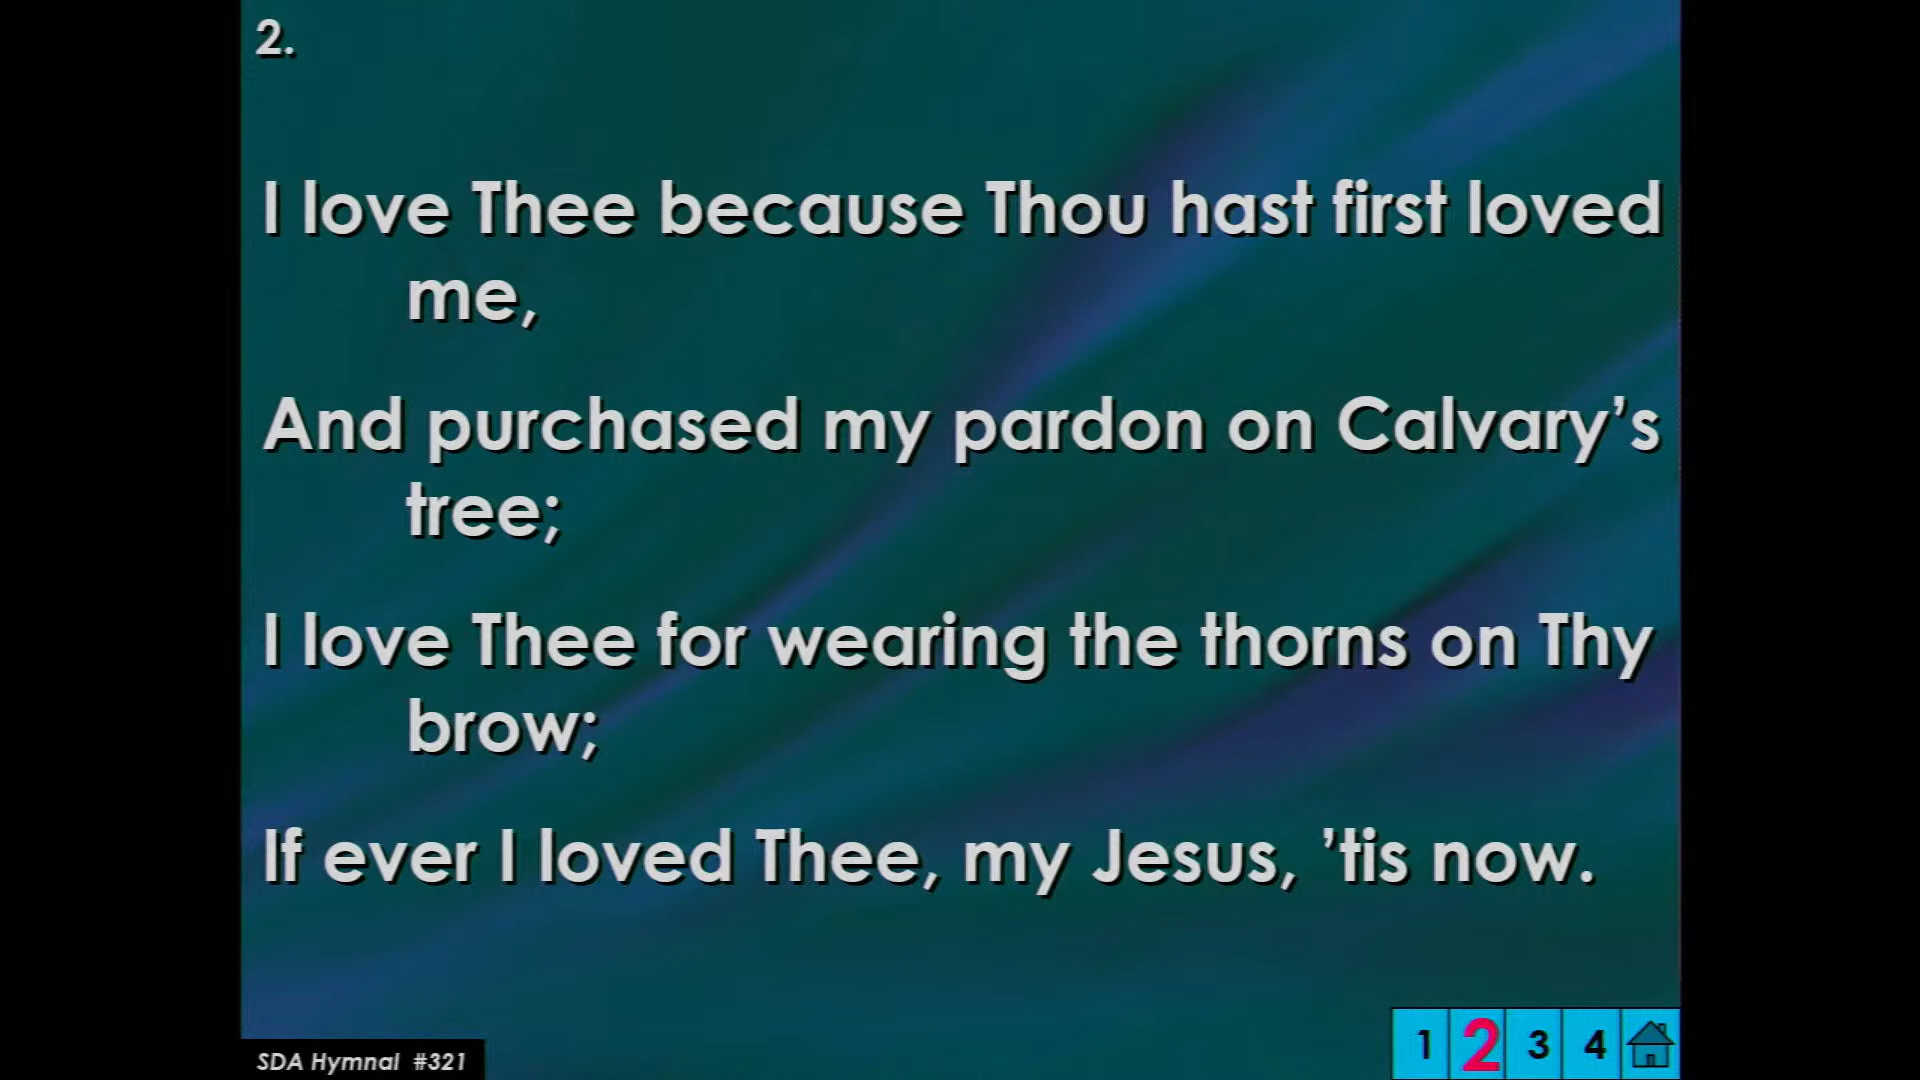 2.
I love Thee because Thou hast first loved
me,
And purchased my pardon on Calvary’s
tree;
I love Thee for wearing the thorns on Thy
brow;
If ever I loved Thee, my Jesus, ’tis now.
SDA Hymnal #321
1 2 3 4